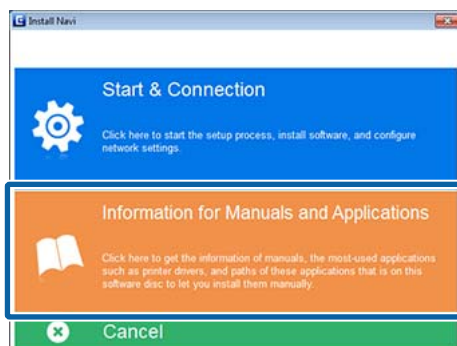 Install Navi
Start & Connection
Click here to start the setup process, install software, and configure
network settings.
Information for Manuals and Applications
Click here to get the information of manuals, the most-used applications
such as printer drivers, and paths of these applications that is on this
software disc to let you install them manually.
Cancel